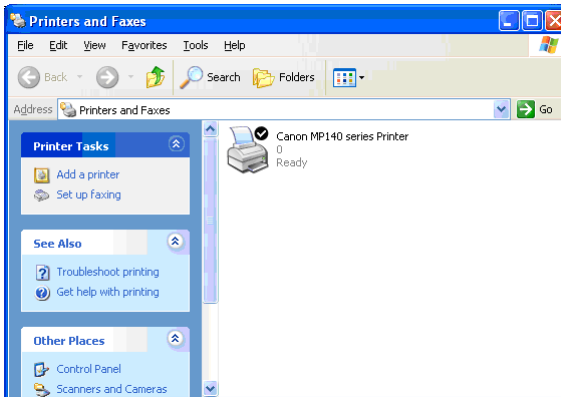 Printers and Faxes
File Edit View Favorites Tools Help
Back Search Folders
Address Printers and Faxes Go
Printer Tasks
Add a printer
Set up faxing
See Also
Troubleshoot printing
Get help with printing
Other Places
Control Panel
Scanners and Cameras
Canon MP140 series Printer
0
Ready